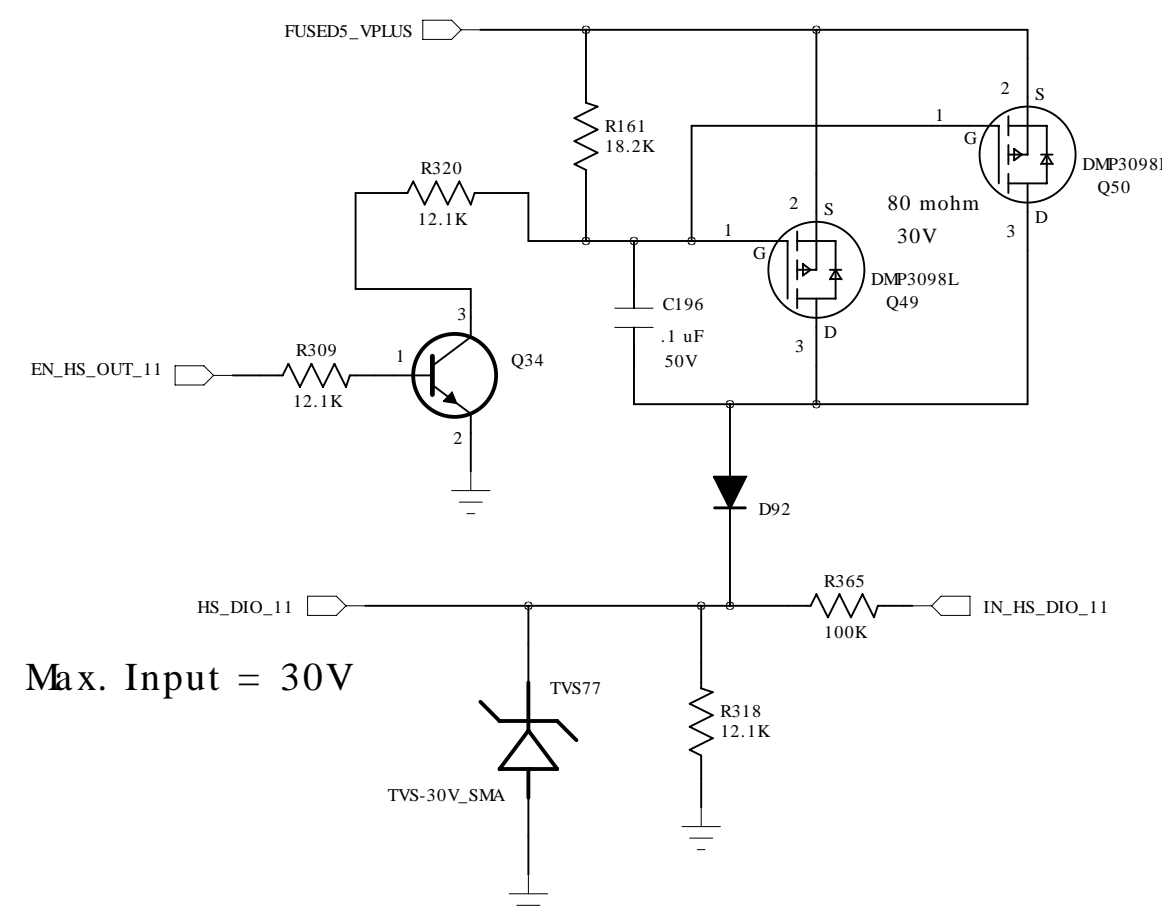 FUSED5_VPLUS
R161
18.2K
R320
12.1K
2
S
1
G
DMP3098
Q50
D
3
80 mohm
30V
2
S
1
G
DMP3098L
Q49
D
3
C196
.1 uF
50V
3
EN_HS_OUT_11
R309
12.1K
1
Q34
2
D92
HS_DIO_11
R365
100K
IN_HS_DIO_11
Max. Input = 30V
TVS77
TVS-30V_SMA
R318
12.1K